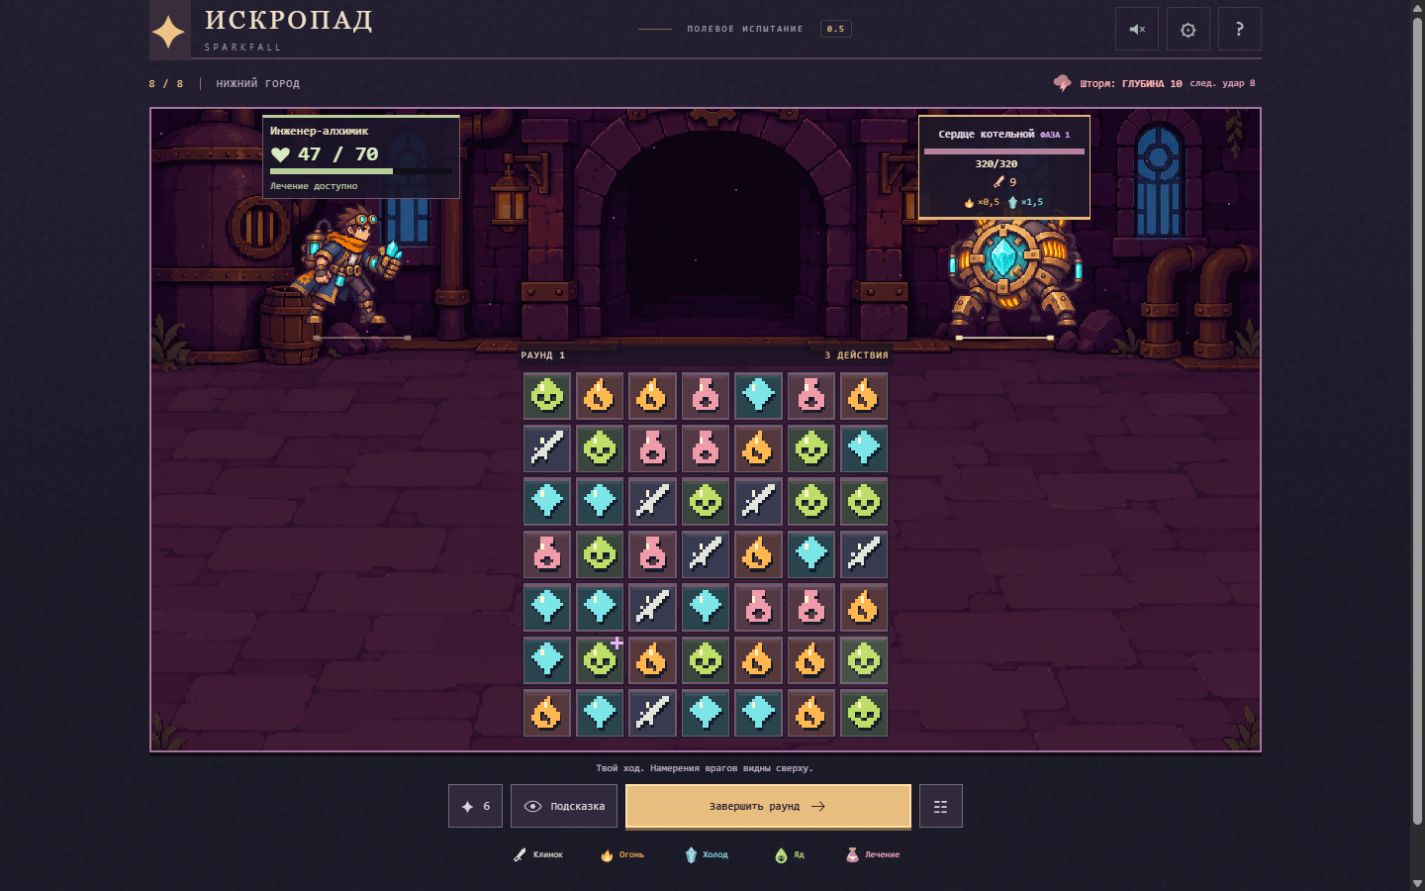 ИСКРОПАД
SPARKFALL
ПОЛЕВОЕ ИСПЫТАНИЕ 0.5
?
8 / 8 | НИЖНИЙ ГОРОД
Шторм: ГЛУБИНА 10 след. удар 8
Инженер-алхимик
47 / 70
Лечение доступно
Сердце котельной ФАЗА 1
320/320
9
×0,5 ×1,5
РАУНД 1
3 ДЕЙСТВИЯ
Твой ход. Намерения врагов видны сверху.
6
Подсказка
Завершить раунд →
Клинок
Огонь
Холод
Яд
Лечение